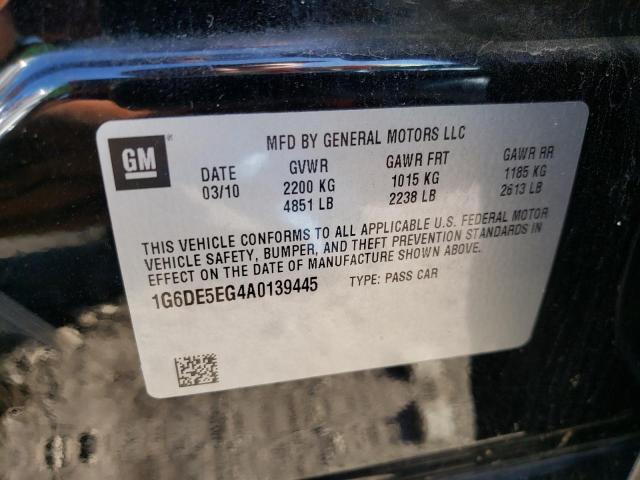 GM
MFD BY GENERAL MOTORS LLC
DATE GVWR GAWR FRT GAWR RR
03/10 2200 KG 1015 KG 1185 KG
4851 LB 2238 LB 2613 LB
THIS VEHICLE CONFORMS TO ALL APPLICABLE U.S. FEDERAL MOTOR
VEHICLE SAFETY, BUMPER, AND THEFT PREVENTION STANDARDS IN
EFFECT ON THE DATE OF MANUFACTURE SHOWN ABOVE.
1G6DE5EG4A0139445 TYPE: PASS CAR